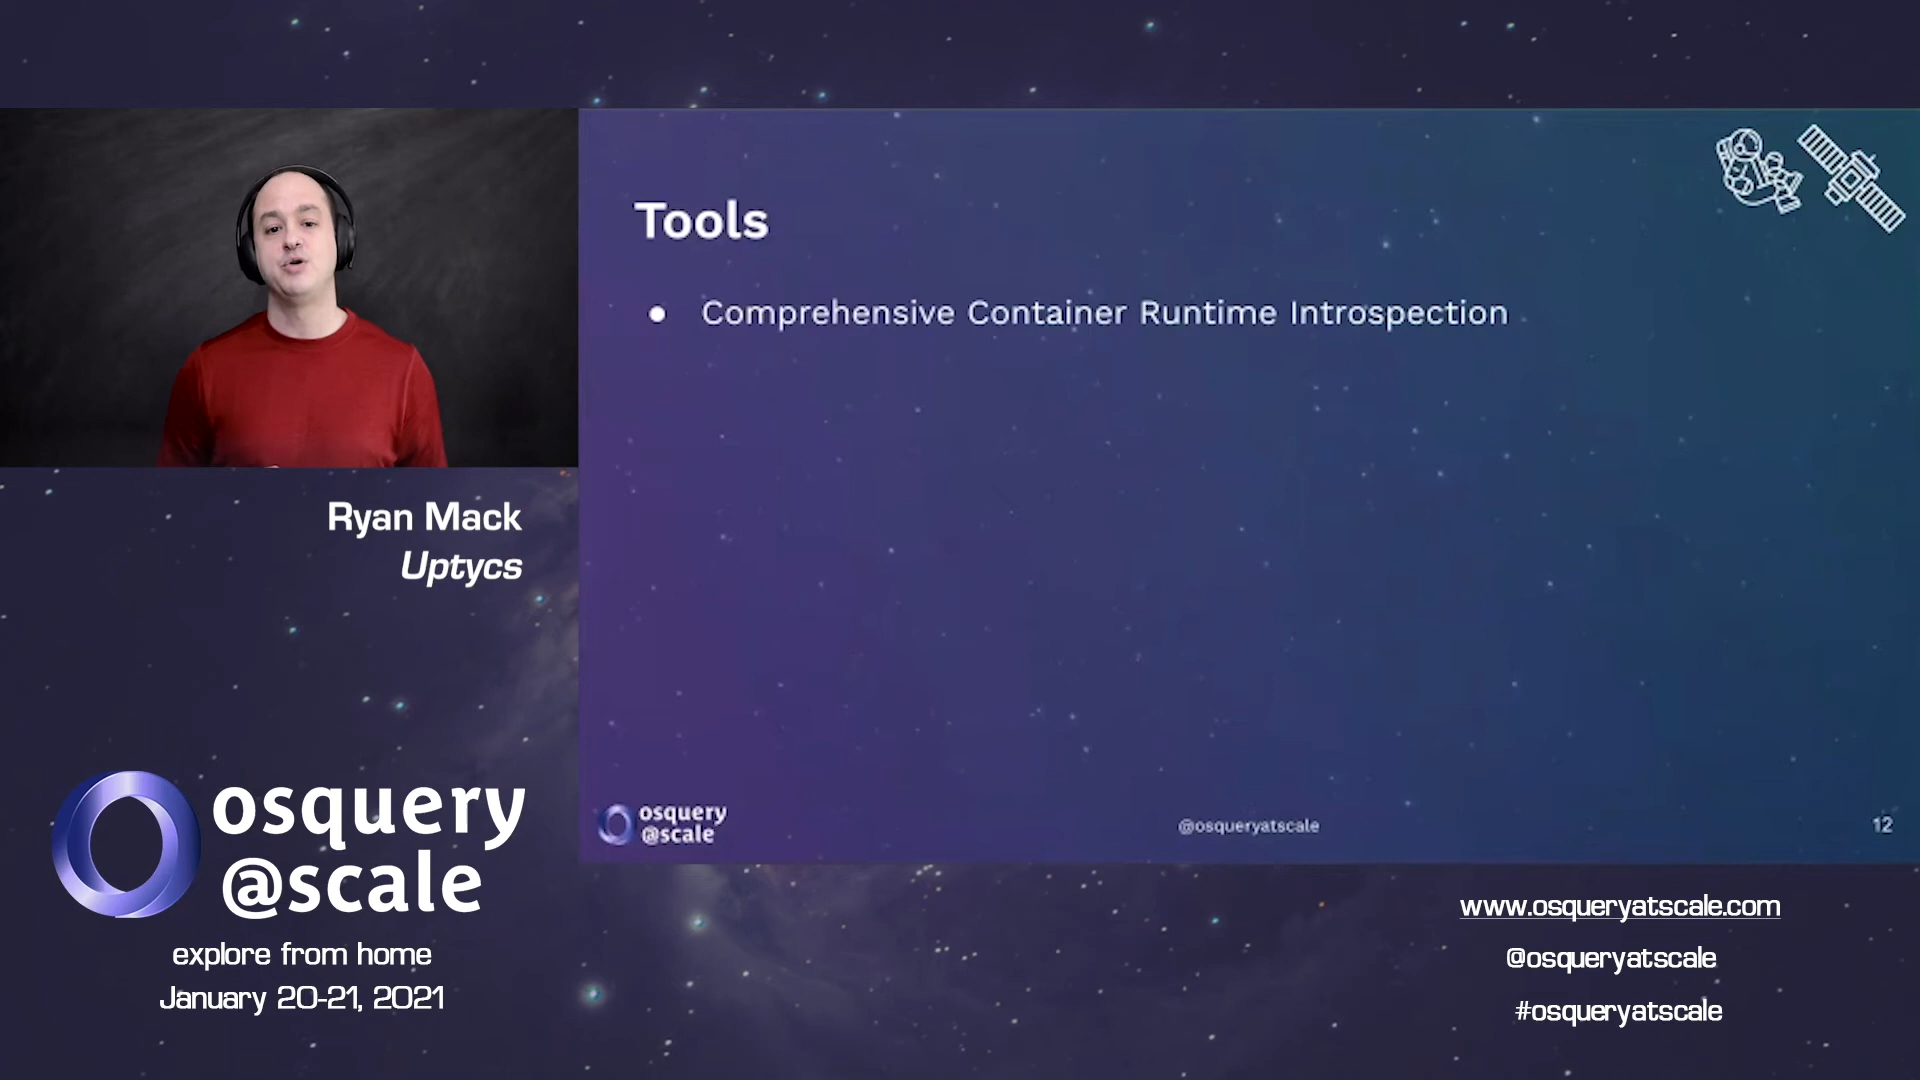 Tools
● Comprehensive Container Runtime Introspection
osquery
@scale
@osqueryatscale
12
Ryan Mack
Uptycs
osquery
@scale
explore from home
January 20-21, 2021
www.osqueryatscale.com
@osqueryatscale
#osqueryatscale